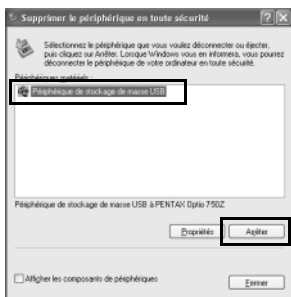 Supprimer le périphérique en toute sécurité
Sélectionnez le périphérique que vous voulez déconnecter ou éjecter,
puis cliquez sur Arrêter. Lorsque Windows vous en informera, vous pourrez
déconnecter le périphérique de votre ordinateur en toute sécurité.
Périphériques matériels :
Périphérique de stockage de masse USB
Périphérique de stockage de masse USB à PENTAX Optio 750Z
Propriétés
Arrêter
Afficher les composants de périphériques
Fermer